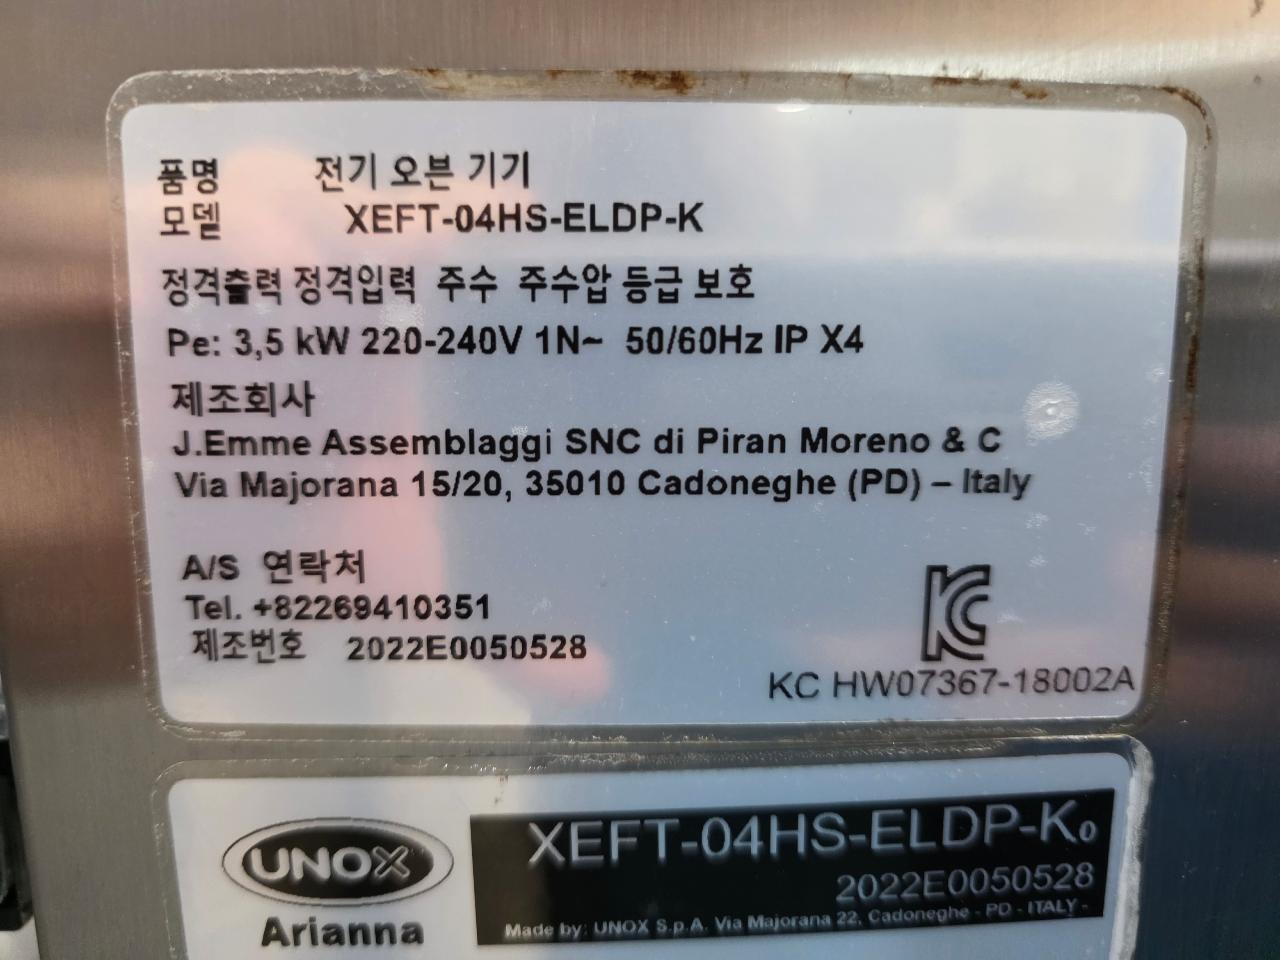 품명 전기 오븐 기기
모델 XEFT-04HS-ELDP-K
정격출력 정격입력 주수 주수압 등급 보호
Pe: 3,5 kW 220-240V 1N~ 50/60Hz IP X4
제조회사
J.Emme Assemblaggi SNC di Piran Moreno & C
Via Majorana 15/20, 35010 Cadoneghe (PD) – Italy
A/S 연락처
Tel. +82269410351
제조번호 2022E0050528
KC
KC HW07367-18002A
UNOX
Arianna
XEFT-04HS-ELDP-K0
2022E0050528
Made by: UNOX S.p.A. Via Majorana 22, Cadoneghe - PD - ITALY -